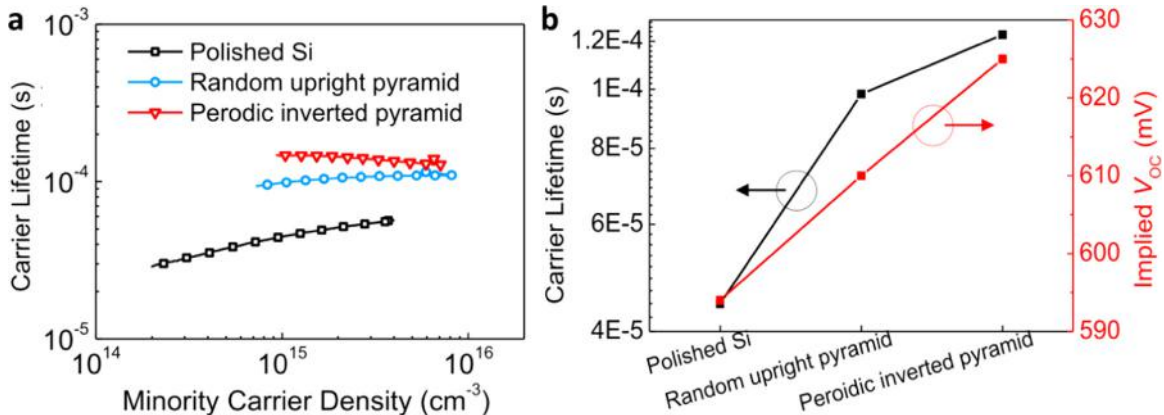 a
10⁻³
10⁻⁴
10⁻⁵
Carrier Lifetime (s)
Polished Si
Random upright pyramid
Perodic inverted pyramid
10¹⁴
10¹⁵
10¹⁶
Minority Carrier Density (cm⁻³)
b
1.2E-4
1E-4
8E-5
6E-5
4E-5
Carrier Lifetime (s)
630
620
610
600
590
Implied V_OC (mV)
Polished Si
Random upright pyramid
Peroidic inverted pyramid